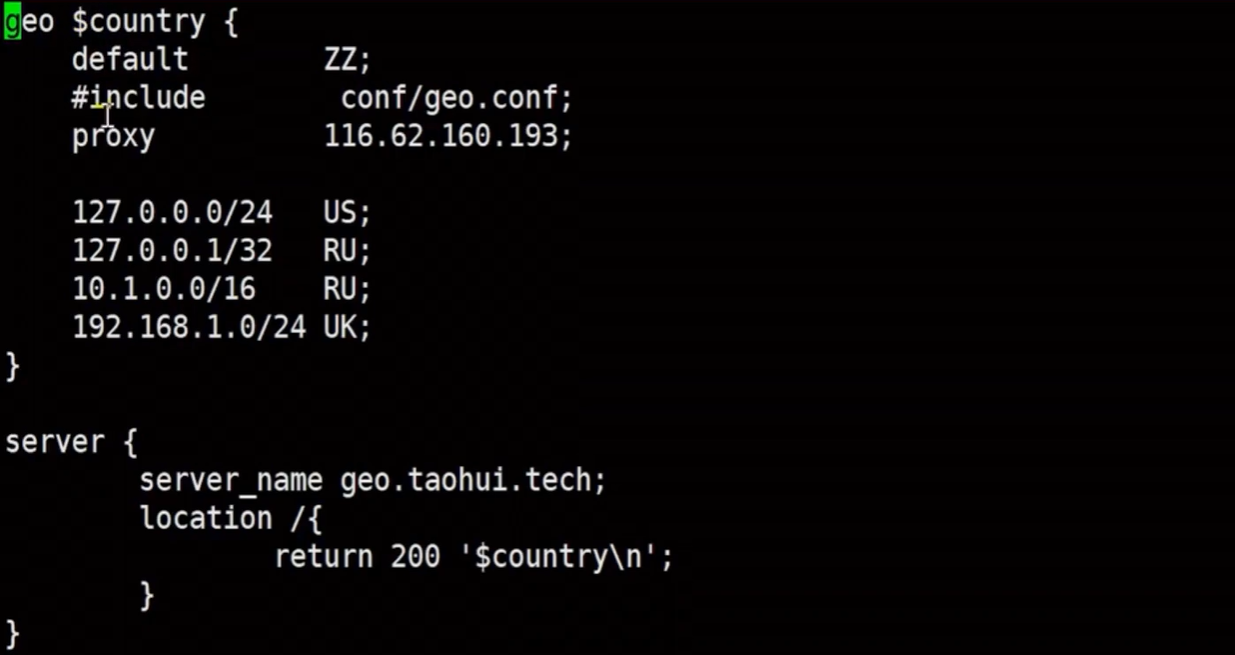 geo $country {
    default        ZZ;
    #include        conf/geo.conf;
    proxy          116.62.160.193;

    127.0.0.0/24   US;
    127.0.0.1/32   RU;
    10.1.0.0/16    RU;
    192.168.1.0/24 UK;
}

server {
        server_name geo.taohui.tech;
        location /{
                return 200 '$country\n';
        }
}